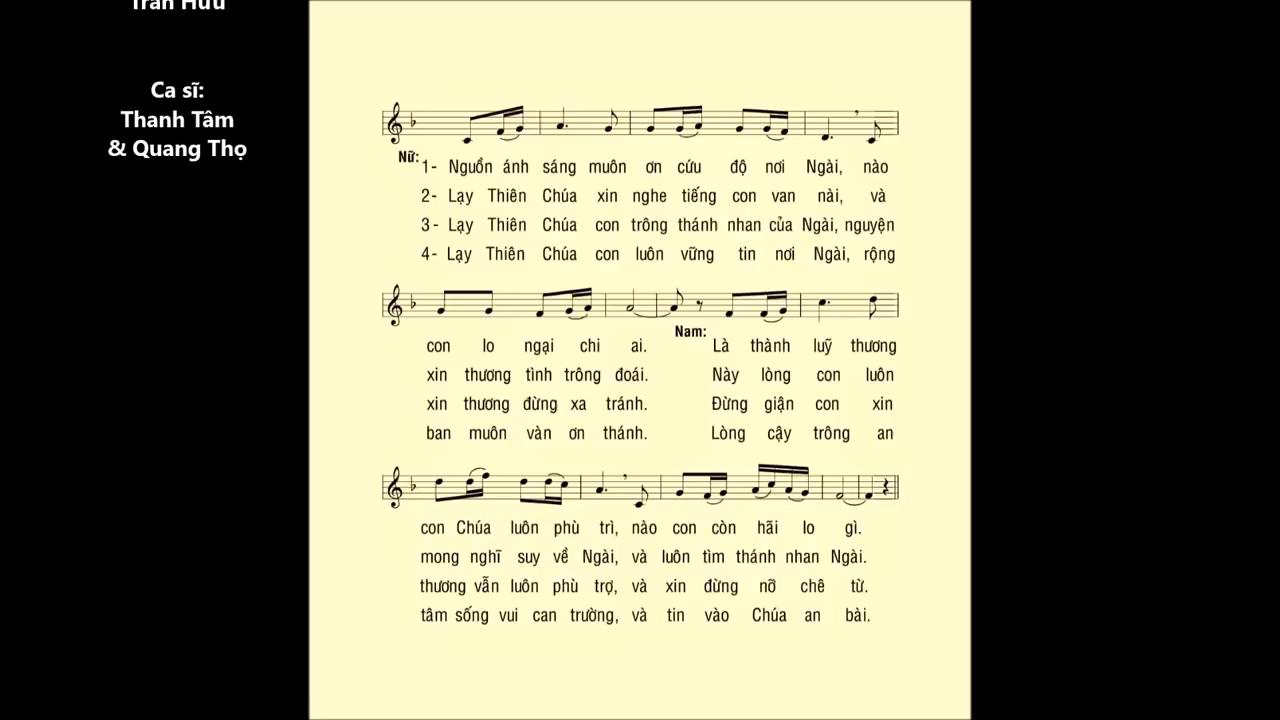 Trần Hữu
Ca sĩ:
Thanh Tâm
& Quang Thọ
Nữ:
1- Nguồn ánh sáng muôn ơn cứu độ nơi Ngài, nào
2- Lạy Thiên Chúa xin nghe tiếng con van nài, và
3- Lạy Thiên Chúa con trông thánh nhan của Ngài, nguyện
4- Lạy Thiên Chúa con luôn vững tin nơi Ngài, rộng
Nam:
con lo ngại chi ai. Là thành luỹ thương
xin thương tình trông đoái. Này lòng con luôn
xin thương đừng xa tránh. Đừng giận con xin
ban muôn vàn ơn thánh. Lòng cậy trông an
con Chúa luôn phù trì, nào con còn hãi lo gì.
mong nghĩ suy về Ngài, và luôn tìm thánh nhan Ngài.
thương vẫn luôn phù trợ, và xin đừng nỡ chê từ.
tâm sống vui can trường, và tin vào Chúa an bài.